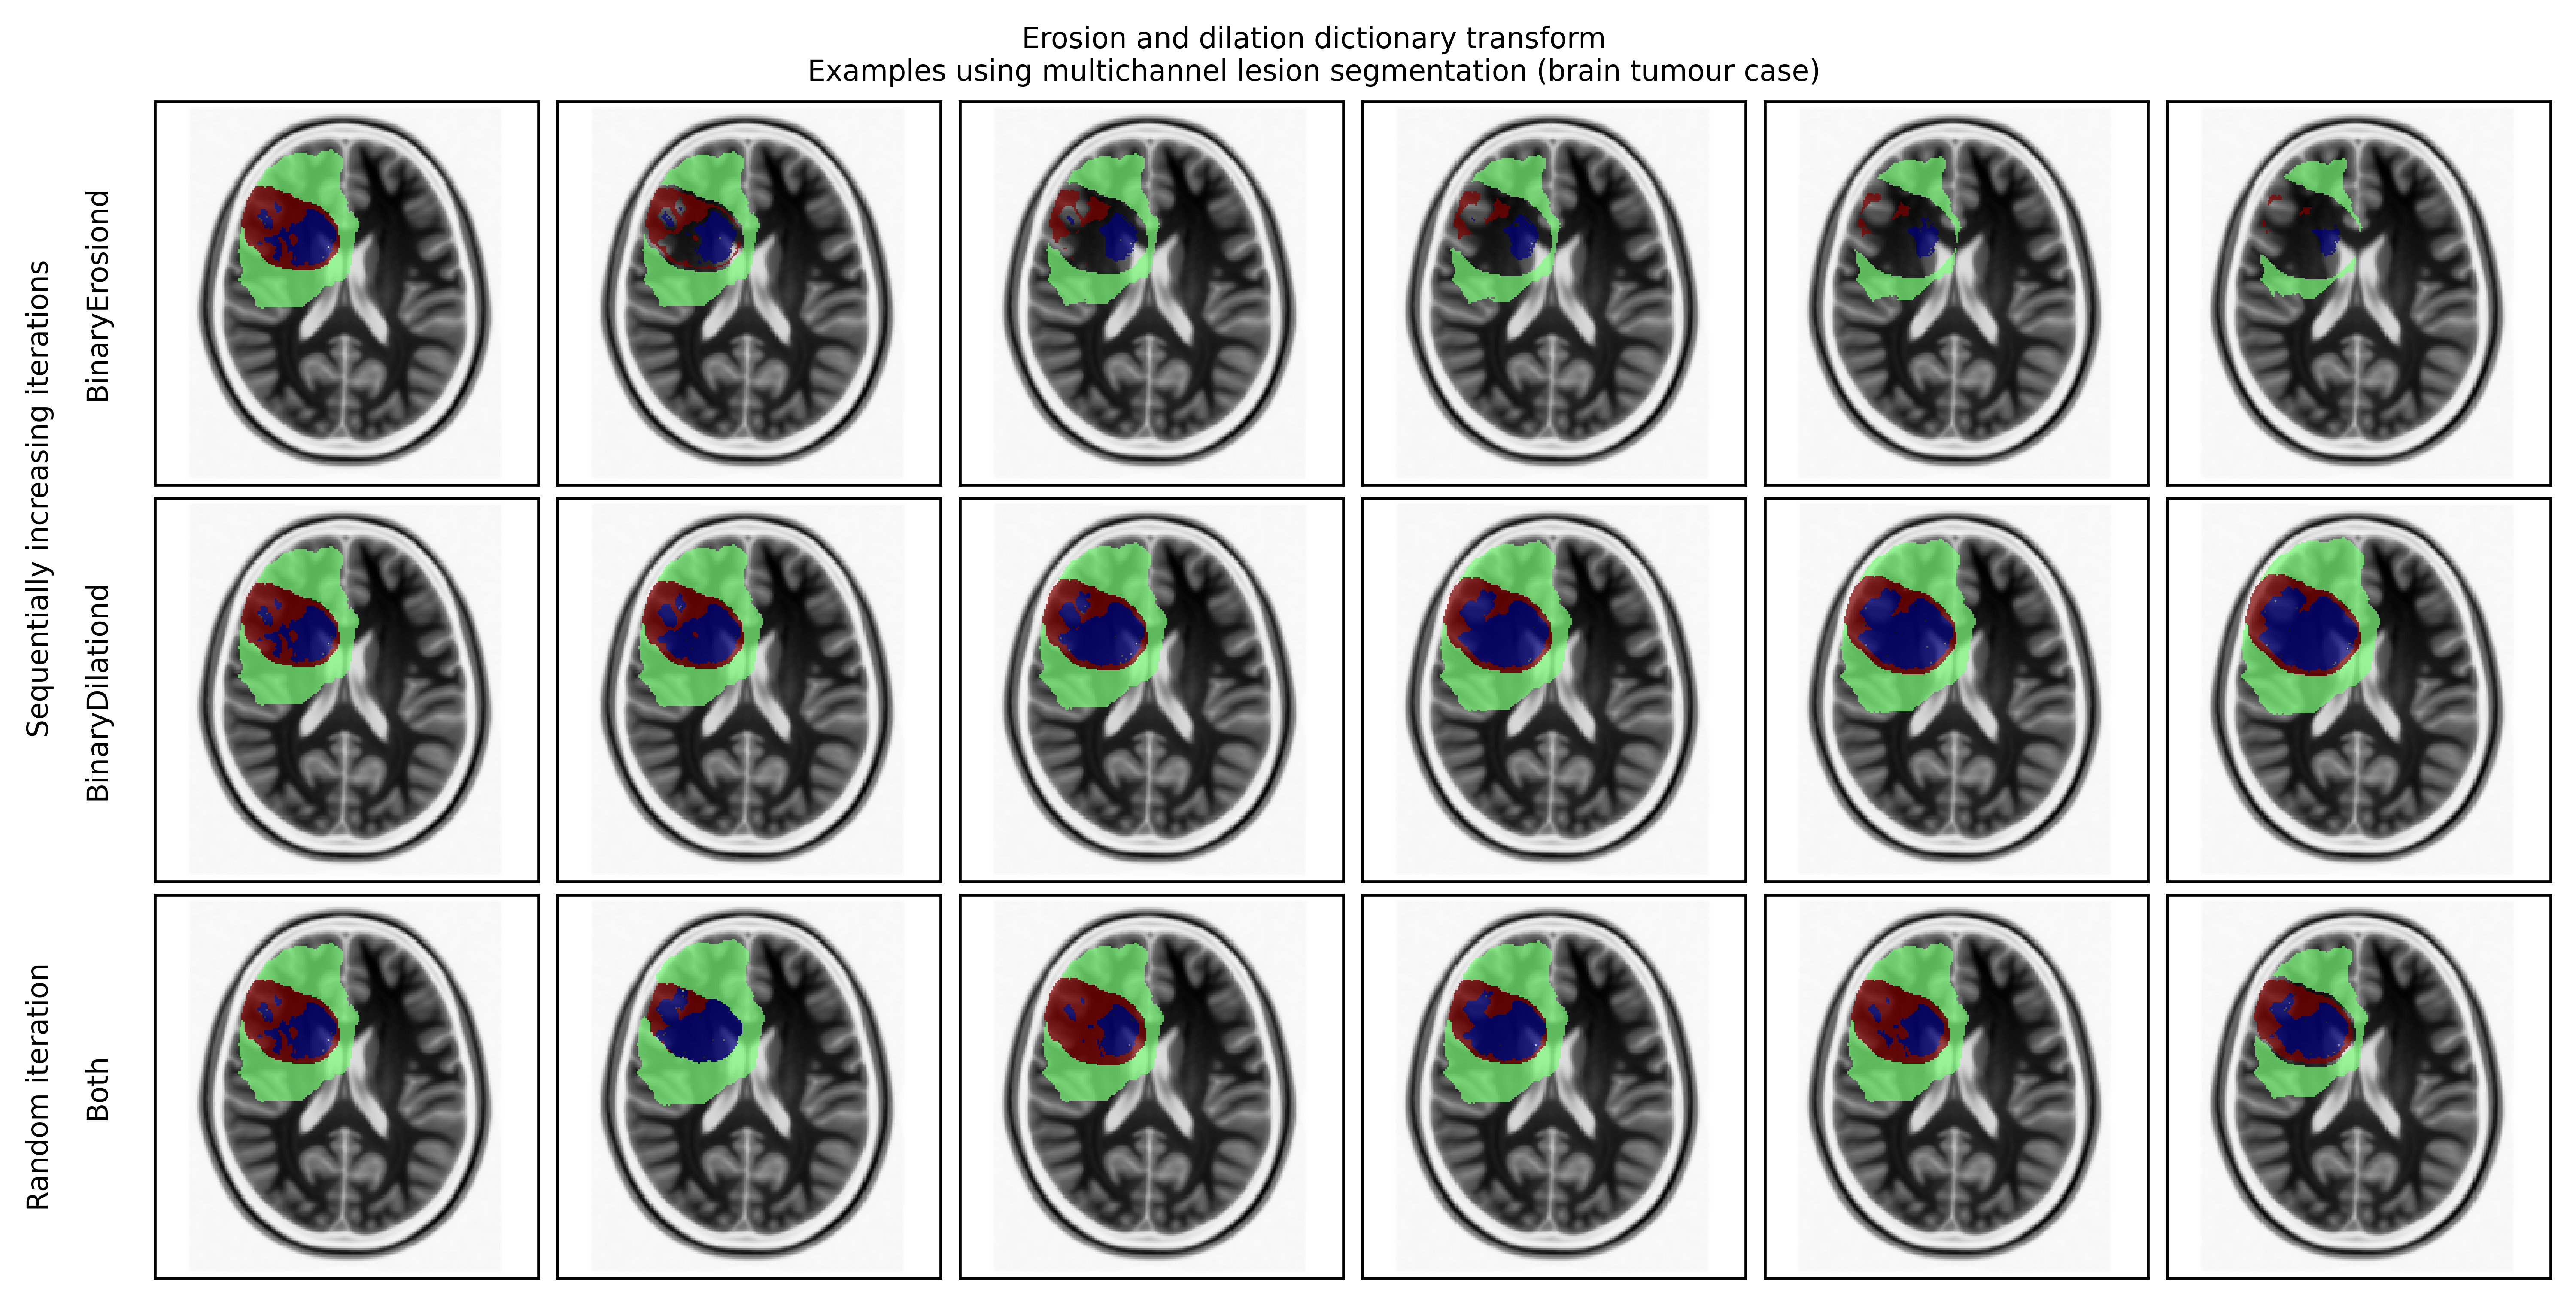 Erosion and dilation dictionary transform
Examples using multichannel lesion segmentation (brain tumour case)
Sequentially increasing iterations
BinaryErosiond
BinaryDilationd
Random iteration
Both